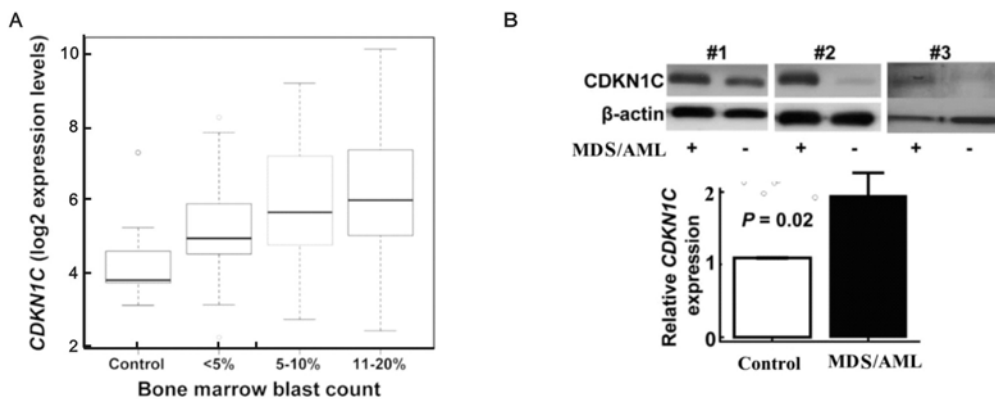 A
CDKN1C (log2 expression levels)
10
8
6
4
2
Control <5% 5-10% 11-20%
Bone marrow blast count
B
#1 #2 #3
CDKN1C
β-actin
MDS/AML + - + - + -
Relative CDKN1C
expression
2
1
0
P = 0.02
Control MDS/AML